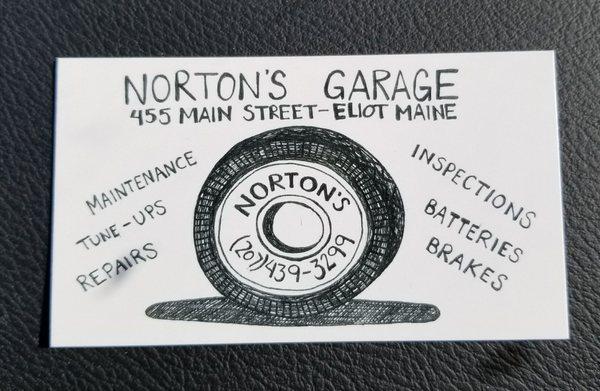 NORTON'S GARAGE
455 MAIN STREET-ELIOT MAINE
MAINTENANCE
TUNE-UPS
REPAIRS
NORTON'S
(207)439-3299
INSPECTIONS
BATTERIES
BRAKES